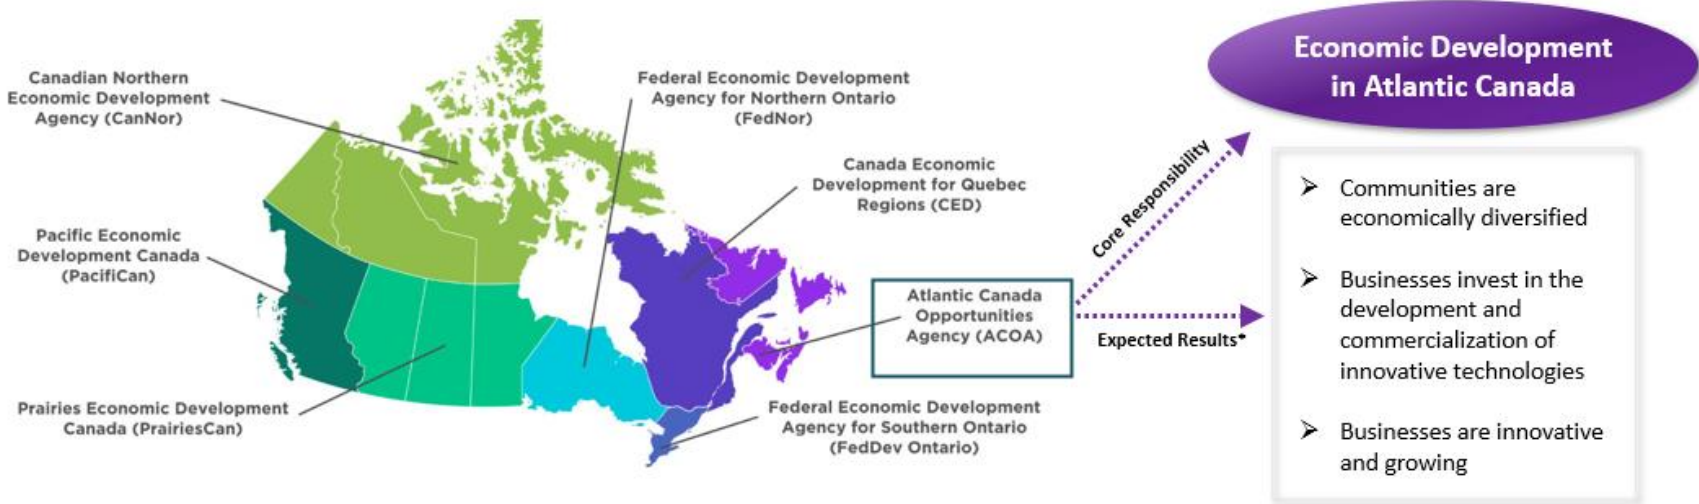 Canadian Northern
Economic Development
Agency (CanNor)
Pacific Economic
Development Canada
(PacifiCan)
Prairies Economic Development
Canada (PrairiesCan)
Federal Economic Development
Agency for Northern Ontario
(FedNor)
Canada Economic
Development for Quebec
Regions (CED)
Atlantic Canada
Opportunities
Agency (ACOA)
Federal Economic Development
Agency for Southern Ontario
(FedDev Ontario)
Core Responsibility
Expected Results*
Economic Development
in Atlantic Canada
➢ Communities are
economically diversified
➢ Businesses invest in the
development and
commercialization of
innovative technologies
➢ Businesses are innovative
and growing